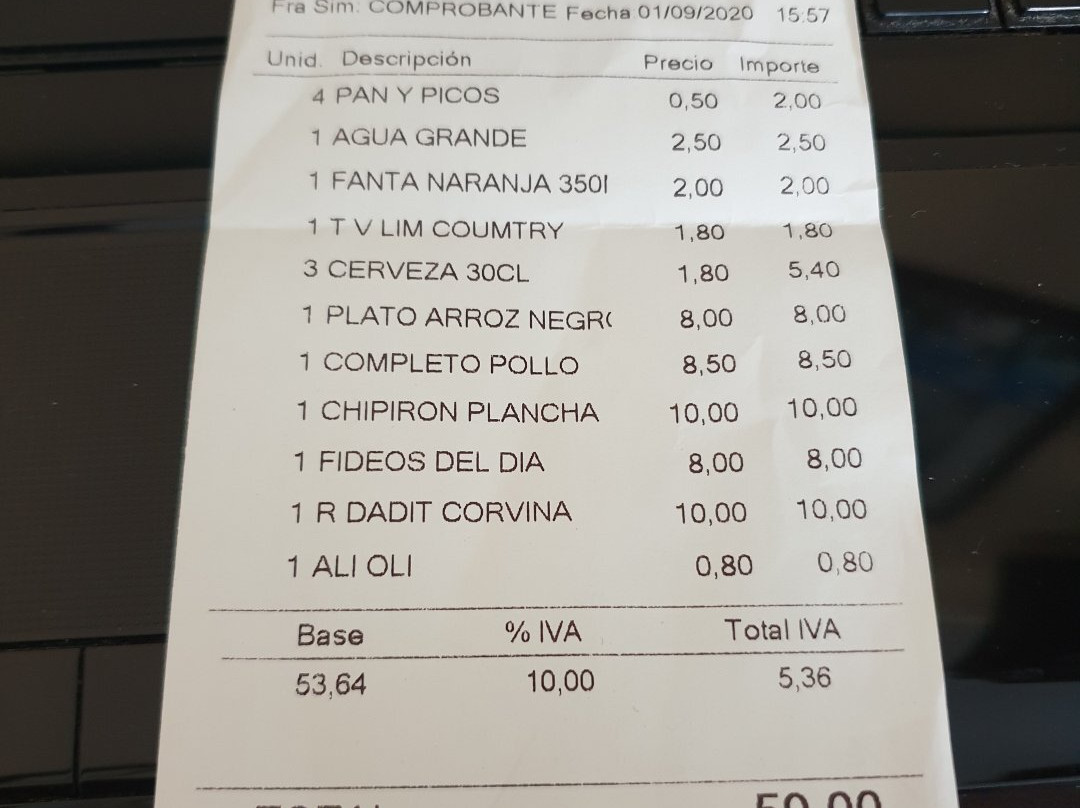 Fra Sim. COMPROBANTE Fecha 01/09/2020 15:57
Unid. Descripción Precio Importe
4 PAN Y PICOS 0,50 2,00
1 AGUA GRANDE 2,50 2,50
1 FANTA NARANJA 350 2,00 2,00
1 T V LIM COUMTRY 1,80 1,80
3 CERVEZA 30CL 1,80 5,40
1 PLATO ARROZ NEGR 8,00 8,00
1 COMPLETO POLLO 8,50 8,50
1 CHIPIRON PLANCHA 10,00 10,00
1 FIDEOS DEL DIA 8,00 8,00
1 R DADIT CORVINA 10,00 10,00
1 ALI OLI 0,80 0,80
Base % IVA Total IVA
53,64 10,00 5,36